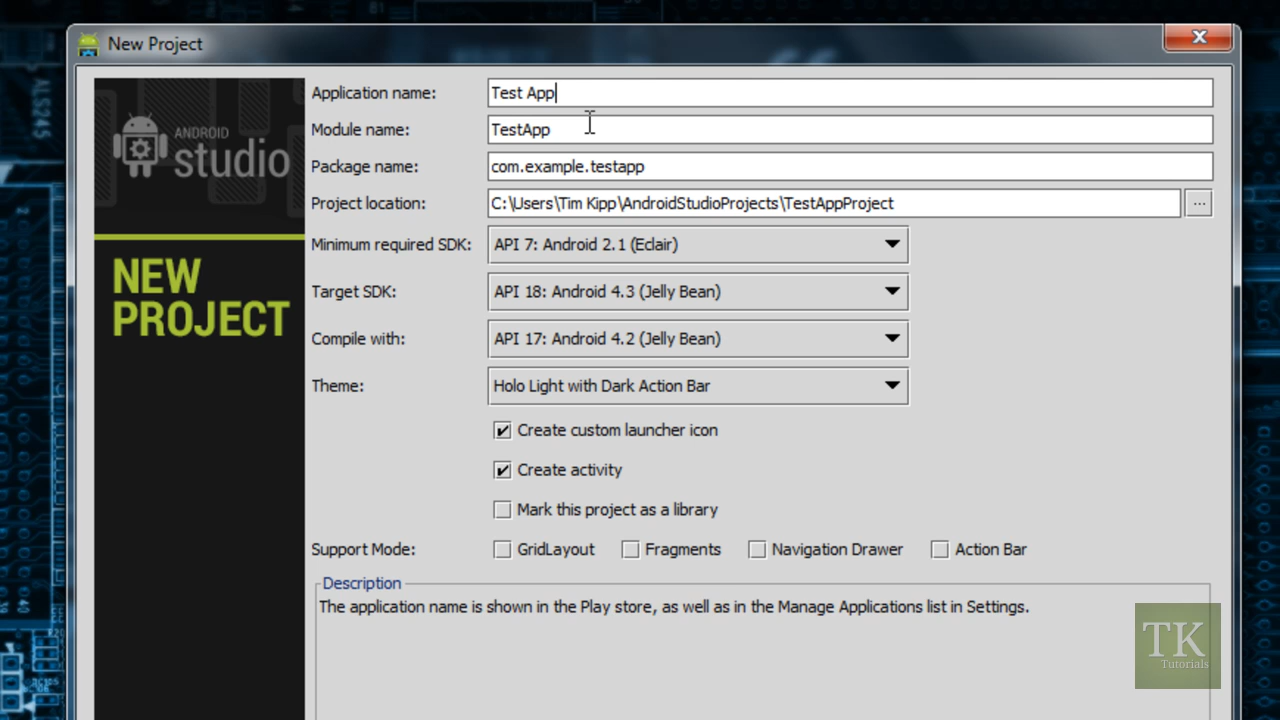 New Project
ANDROID
studio
NEW
PROJECT
Application name: Test App
Module name: TestApp
Package name: com.example.testapp
Project location: C:\Users\Tim Kipp\AndroidStudioProjects\TestAppProject ...
Minimum required SDK: API 7: Android 2.1 (Eclair)
Target SDK: API 18: Android 4.3 (Jelly Bean)
Compile with: API 17: Android 4.2 (Jelly Bean)
Theme: Holo Light with Dark Action Bar
Create custom launcher icon
Create activity
Mark this project as a library
Support Mode: GridLayout Fragments Navigation Drawer Action Bar
Description
The application name is shown in the Play store, as well as in the Manage Applications list in Settings.
TK
Tutorials
ALS245